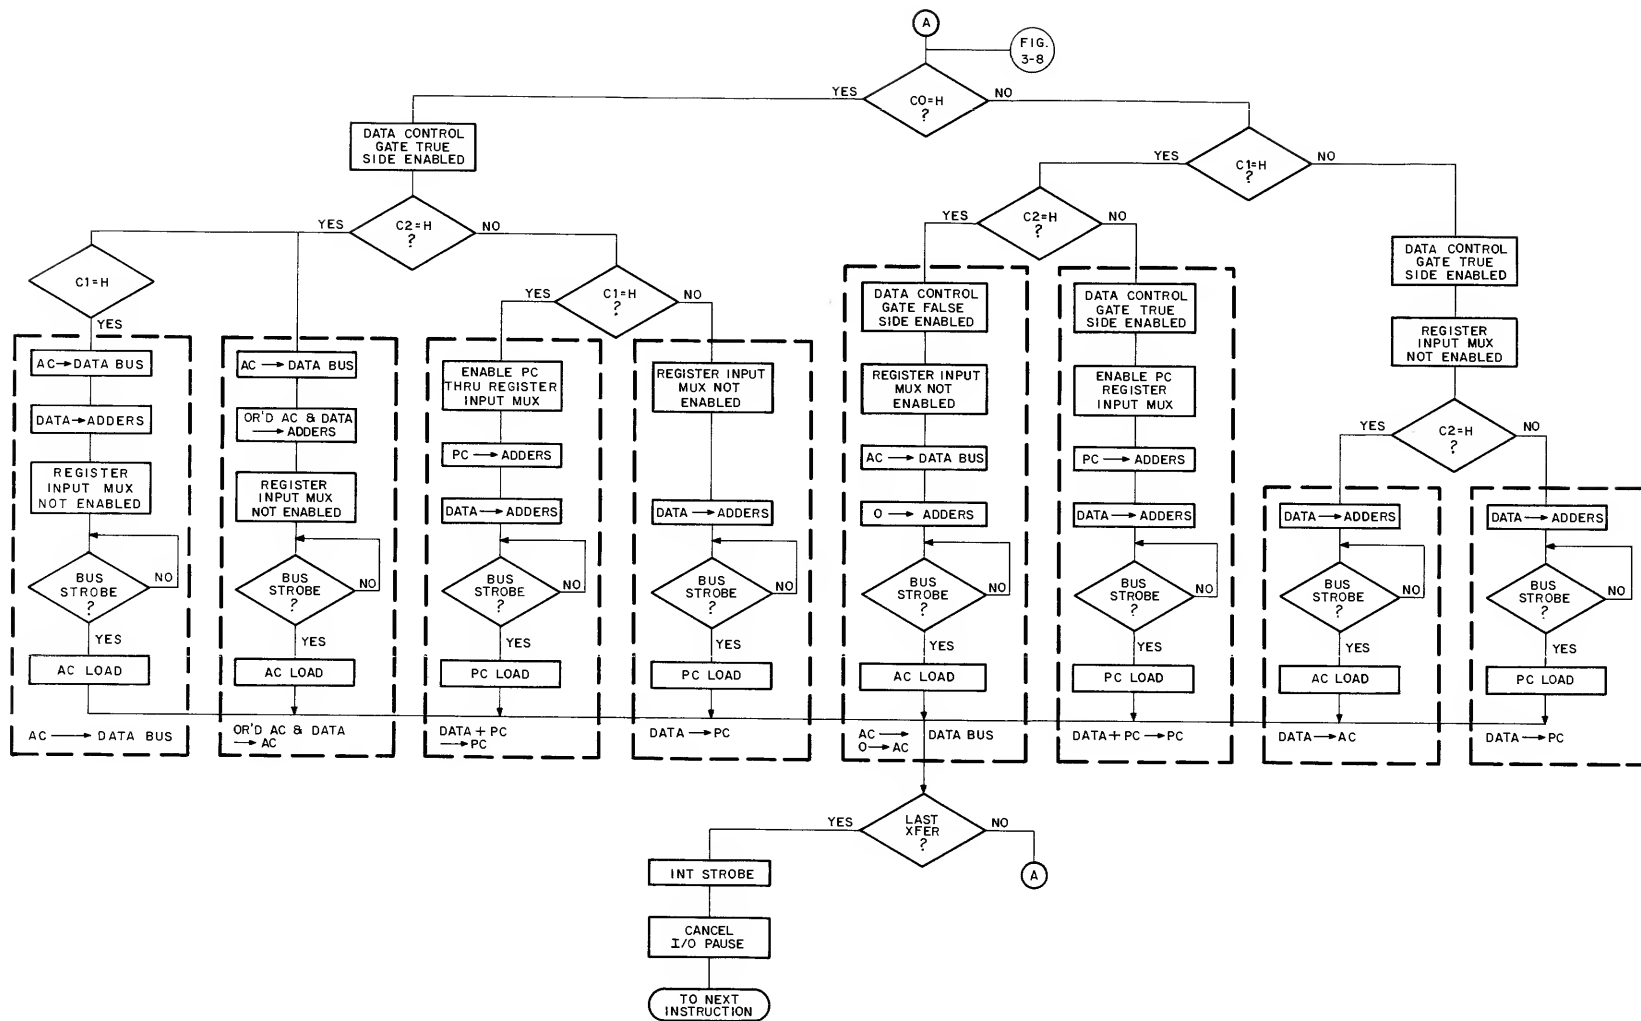 A
FIG.
3-8
YES
CO=H
?
NO
DATA CONTROL
GATE TRUE
SIDE ENABLED
YES
C1=H
?
NO
YES
C2=H
?
NO
YES
C2=H
?
NO
DATA CONTROL
GATE TRUE
SIDE ENABLED
C1=H
YES
YES
C1=H
?
NO
REGISTER
INPUT MUX
NOT ENABLED
YES
C2=H
?
NO
AC→DATA BUS
DATA→ADDERS
REGISTER
INPUT MUX
NOT ENABLED
BUS
STROBE
?
NO
YES
AC LOAD
AC → DATA BUS
AC → DATA BUS
OR'D AC & DATA
→ ADDERS
REGISTER
INPUT MUX
NOT ENABLED
BUS
STROBE
?
NO
YES
AC LOAD
OR'D AC & DATA
→ AC
ENABLE PC
THRU REGISTER
INPUT MUX
PC → ADDERS
DATA→ADDERS
BUS
STROBE
?
NO
YES
PC LOAD
DATA + PC
→ PC
REGISTER INPUT
MUX NOT
ENABLED
DATA → ADDERS
BUS
STROBE
?
NO
YES
PC LOAD
DATA → PC
DATA CONTROL
GATE FALSE
SIDE ENABLED
REGISTER INPUT
MUX NOT
ENABLED
AC → DATA BUS
O → ADDERS
BUS
STROBE
?
NO
YES
AC LOAD
AC → DATA BUS
O → AC
DATA CONTROL
GATE TRUE
SIDE ENABLED
ENABLE PC
REGISTER
INPUT MUX
PC → ADDERS
DATA → ADDERS
BUS
STROBE
?
NO
YES
PC LOAD
DATA+PC → PC
DATA → ADDERS
BUS
STROBE
?
NO
YES
AC LOAD
DATA → AC
DATA → ADDERS
BUS
STROBE
?
NO
YES
PC LOAD
DATA → PC
YES
LAST
XFER
?
NO
A
INT STROBE
CANCEL
I/O PAUSE
TO NEXT
INSTRUCTION